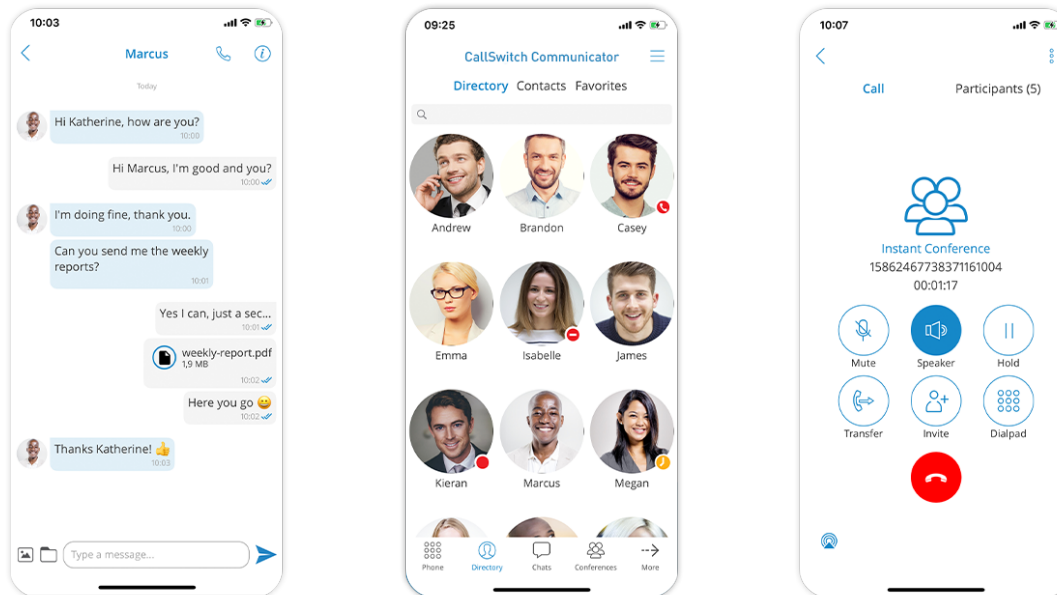 10:03
Marcus
Today
Hi Katherine, how are you?
10:00
Hi Marcus, I'm good and you?
10:00
I'm doing fine, thank you.
10:00
Can you send me the weekly
reports?
10:01
Yes I can, just a sec...
10:01
weekly-report.pdf
1,9 MB
10:02
Here you go 😀
10:02
Thanks Katherine! 👍
10:03
Type a message...
09:25
CallSwitch Communicator
Directory Contacts Favorites
Andrew Brandon Casey
Emma Isabelle James
Kieran Marcus Megan
Phone Directory Chats Conferences More
10:07
Call Participants (5)
Instant Conference
15862467738371161004
00:01:17
Mute Speaker Hold
Transfer Invite Dialpad